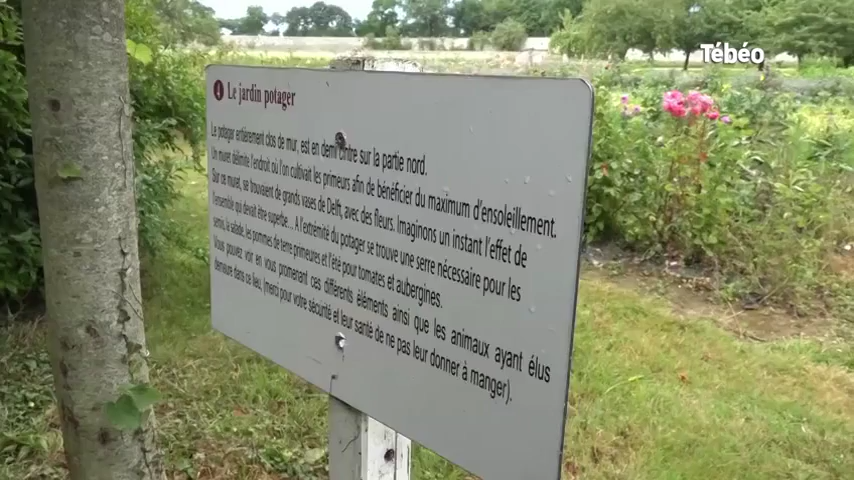 Tébéo
Le jardin potager
Le potager entièrement clos de mur, est en demi cintre sur la partie nord.
Un muret délimite l'endroit où l'on cultivait les primeurs afin de bénéficier du maximum d'ensoleillement.
Sur ce muret, se trouvaient de grands vases de Delft, avec des fleurs. Imaginons un instant l'effet de
l'ensemble qui devait être superbe... A l'extrémité du potager se trouve une serre nécessaire pour les
semis, la salade, les pommes de terre primeures et l'été pour tomates et aubergines.
Vous pouvez voir en vous promenant ces différents éléments ainsi que les animaux ayant élus
demeure dans ce lieu, (merci pour votre sécurité et leur santé de ne pas leur donner à manger).